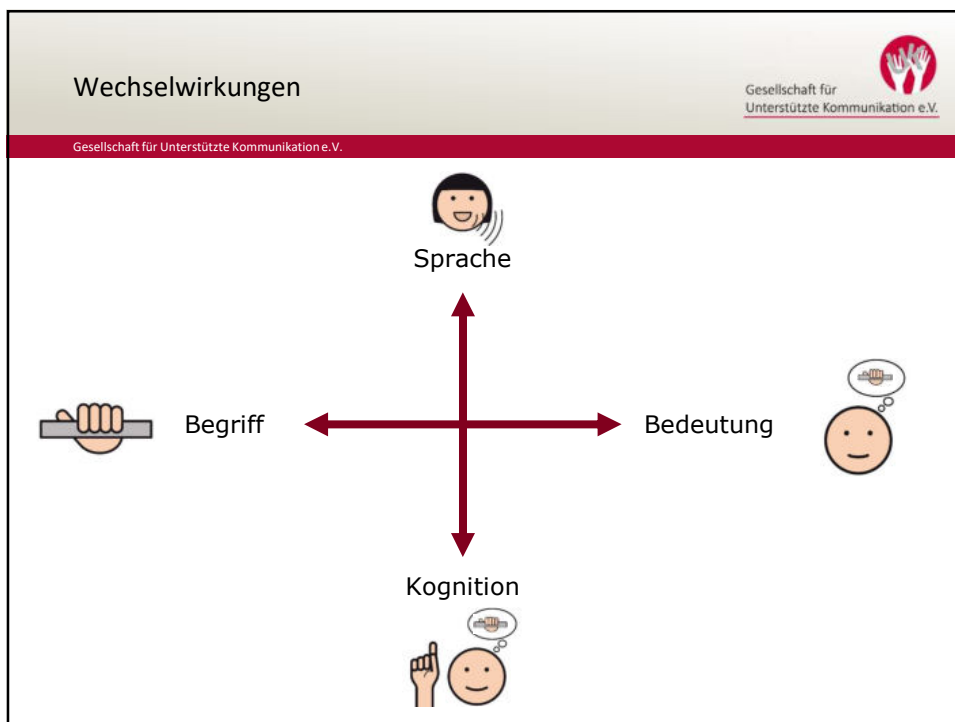 Wechselwirkungen
Gesellschaft für
Unterstützte Kommunikation e.V.
Gesellschaft für Unterstützte Kommunikation e.V.
Sprache
Begriff
Bedeutung
Kognition